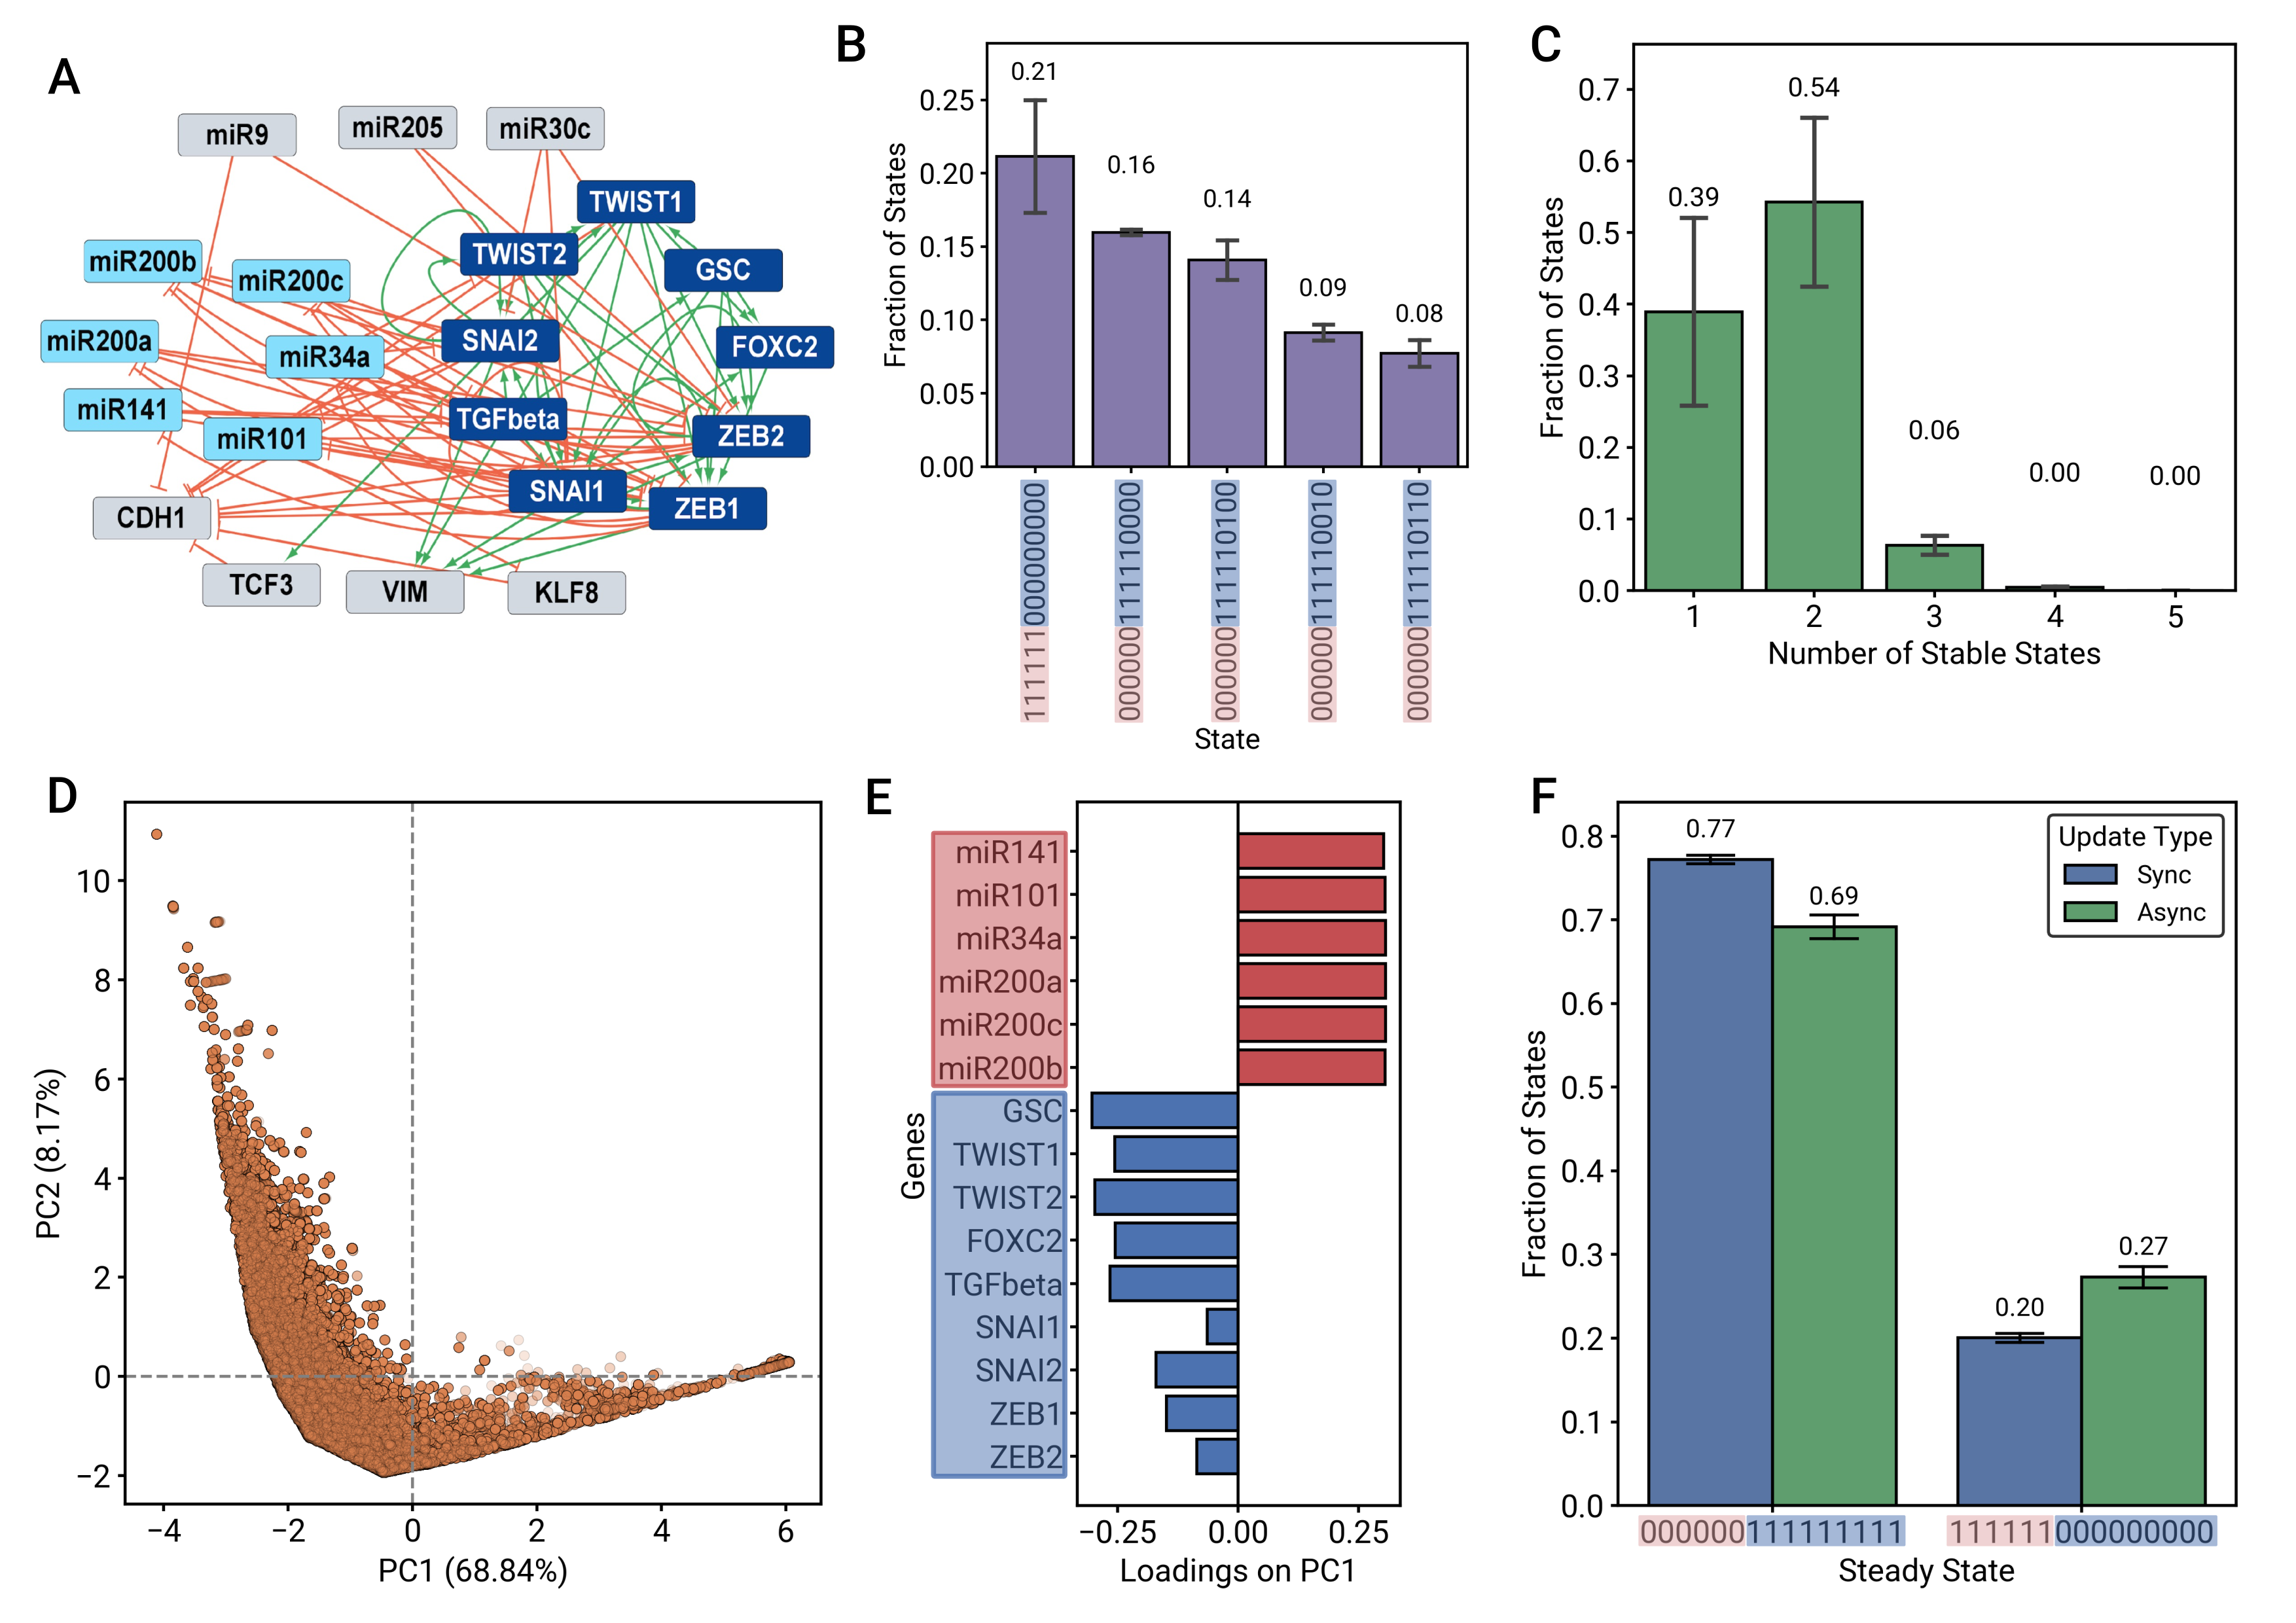 A
miR9
miR205
miR30c
TWIST1
miR200b
miR200c
TWIST2
GSC
miR200a
miR34a
SNAI2
FOXC2
miR141
miR101
TGFbeta
ZEB2
CDH1
SNAI1
ZEB1
TCF3
VIM
KLF8
B
Fraction of States
0.25
0.20
0.15
0.10
0.05
0.00
0.21
0.16
0.14
0.09
0.08
111111000000000
000000111110000
000000111110100
000000111110010
000000111110110
State
C
Fraction of States
0.7
0.6
0.5
0.4
0.3
0.2
0.1
0.0
0.39
0.54
0.06
0.00
0.00
1 2 3 4 5
Number of Stable States
D
PC2 (8.17%)
10
8
6
4
2
0
−2
−4 −2 0 2 4 6
PC1 (68.84%)
E
Genes
miR141
miR101
miR34a
miR200a
miR200c
miR200b
GSC
TWIST1
TWIST2
FOXC2
TGFbeta
SNAI1
SNAI2
ZEB1
ZEB2
−0.25 0.00 0.25
Loadings on PC1
F
Fraction of States
0.8
0.7
0.6
0.5
0.4
0.3
0.2
0.1
0.0
Update Type
Sync
Async
0.77
0.69
0.20
0.27
000000111111111
111111000000000
Steady State